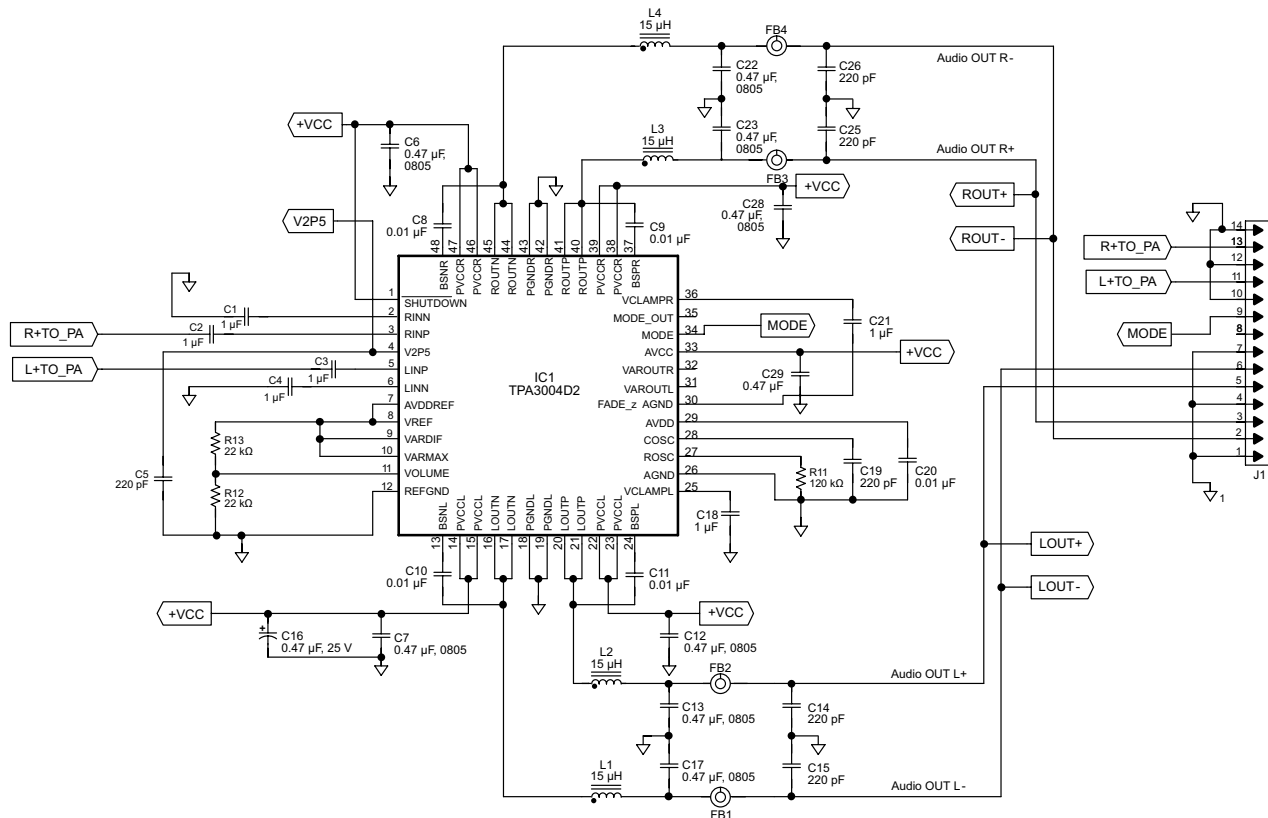 L4
15 µH
FB4
Audio OUT R-
C22
0.47 µF,
0805
C26
220 pF
+VCC
C6
0.47 µF,
0805
C23
0.47 µF,
0805
C25
220 pF
L3
15 µH
FB3
Audio OUT R+
+VCC
C28
0.47 µF,
0805
ROUT+
ROUT-
V2P5
C8
0.01 µF
C9
0.01 µF
48
47
46
45
44
43
42
41
40
39
38
37
BSNR
PVCCR
PVCCR
ROUTN
ROUTN
PGNDR
PGNDR
ROUTP
ROUTP
PVCCR
PVCCR
BSPR
1
SHUTDOWN
2
RINN
3
RINP
4
V2P5
5
LINP
6
LINN
7
AVDDREF
8
VREF
9
VARDIF
10
VARMAX
11
VOLUME
12
REFGND
C1
1 µF
R+TO_PA
C2
1 µF
L+TO_PA
C3
1 µF
C4
1 µF
R13
22 kΩ
R12
22 kΩ
C5
220 pF
IC1
TPA3004D2
VCLAMPR
36
MODE_OUT
35
MODE
34
AVCC
33
VAROUTR
32
VAROUTL
31
FADE_z
AGND
30
AVDD
29
COSC
28
ROSC
27
AGND
26
VCLAMPL
25
MODE
C21
1 µF
+VCC
C29
0.47 µF
R11
120 kΩ
C19
220 pF
C20
0.01 µF
C18
1 µF
BSNL
PVCCL
PVCCL
LOUTN
LOUTN
PGNDL
PGNDL
LOUTP
LOUTP
PVCCL
PVCCL
BSPL
13
14
15
16
17
18
19
20
21
22
23
24
C10
0.01 µF
C11
0.01 µF
+VCC
+
C16
0.47 µF, 25 V
C7
0.47 µF, 0805
+VCC
C12
0.47 µF, 0805
L2
15 µH
FB2
Audio OUT L+
C13
0.47 µF, 0805
C14
220 pF
C17
0.47 µF, 0805
C15
220 pF
L1
15 µH
FB1
Audio OUT L-
R+TO_PA
L+TO_PA
MODE
14
13
12
11
10
9
8
7
6
5
4
3
2
1
J1
1
LOUT+
LOUT-